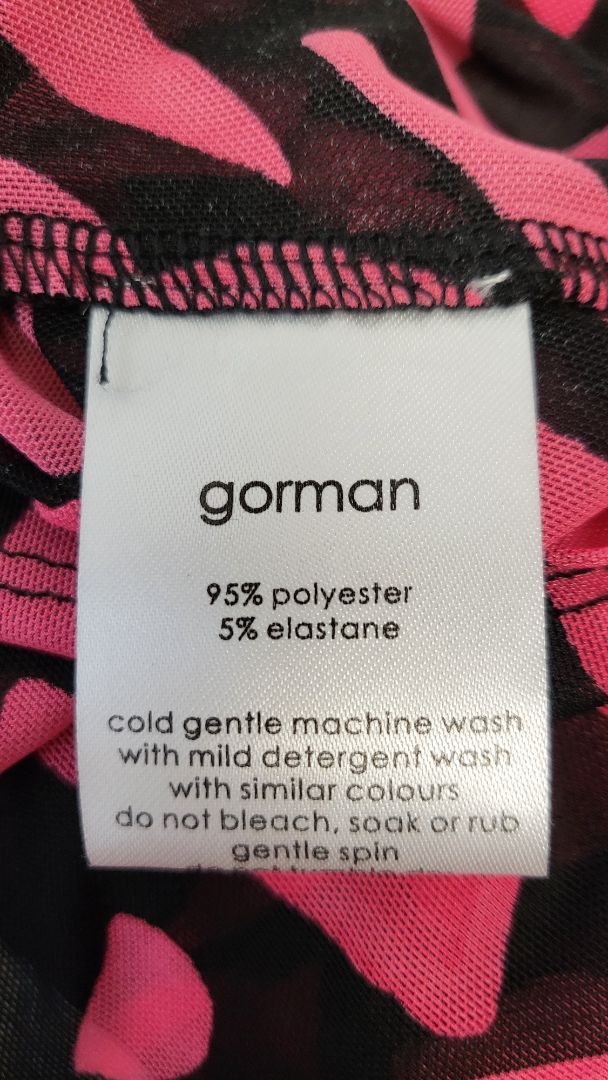 gorman
95% polyester
5% elastane
cold gentle machine wash
with mild detergent wash
with similar colours
do not bleach, soak or rub
gentle spin